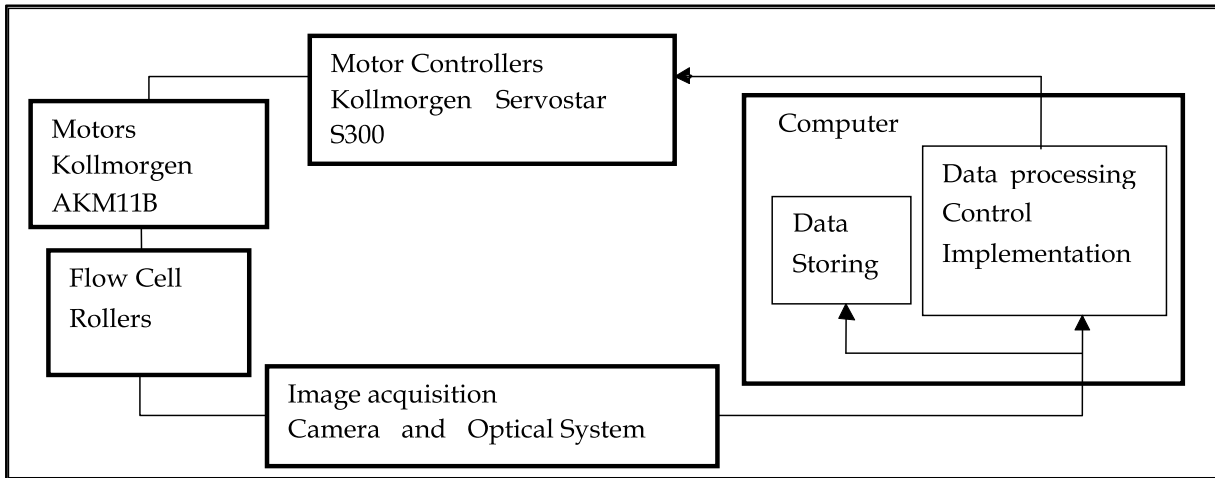 Motor Controllers
Kollmorgen Servostar
S300
Motors
Kollmorgen
AKM11B
Flow Cell
Rollers
Image acquisition
Camera and Optical System
Computer
Data
Storing
Data processing
Control
Implementation